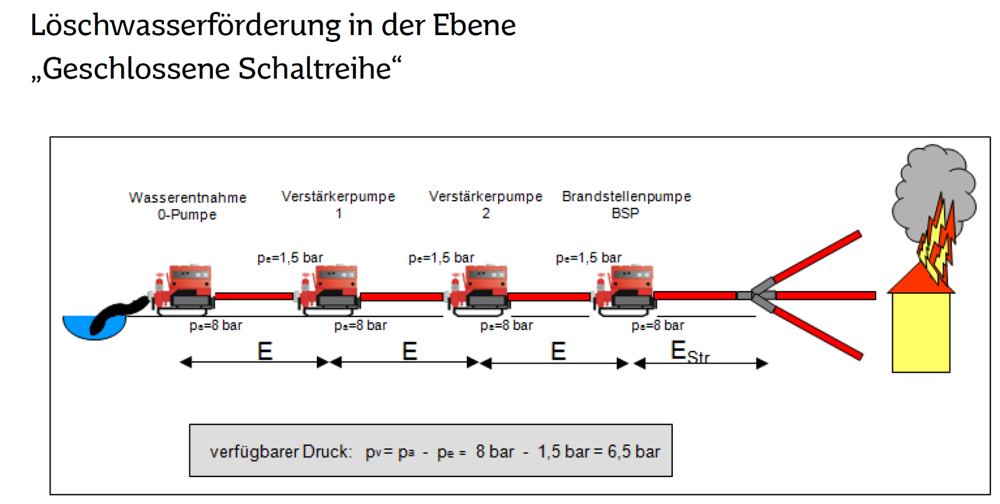 Löschwasserförderung in der Ebene
„Geschlossene Schaltreihe“
Wasserentnahme
0-Pumpe
Verstärkerpumpe
1
Verstärkerpumpe
2
Brandstellenpumpe
BSP
pe=1,5 bar
pe=1,5 bar
pe=1,5 bar
pa=8 bar
pa=8 bar
pa=8 bar
pa=8 bar
E
E
E
EStr
verfügbarer Druck: pv= pa - pe = 8 bar - 1,5 bar = 6,5 bar